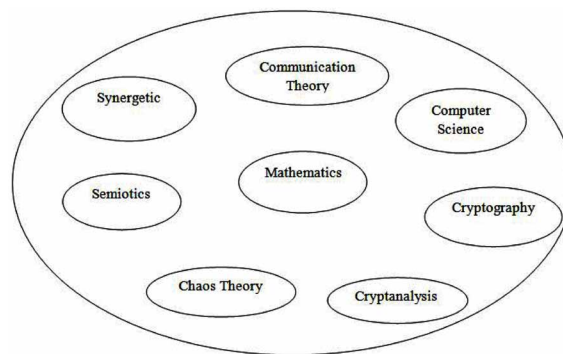 Communication
Theory
Synergetic
Computer
Science
Mathematics
Semiotics
Cryptography
Chaos Theory
Cryptanalysis